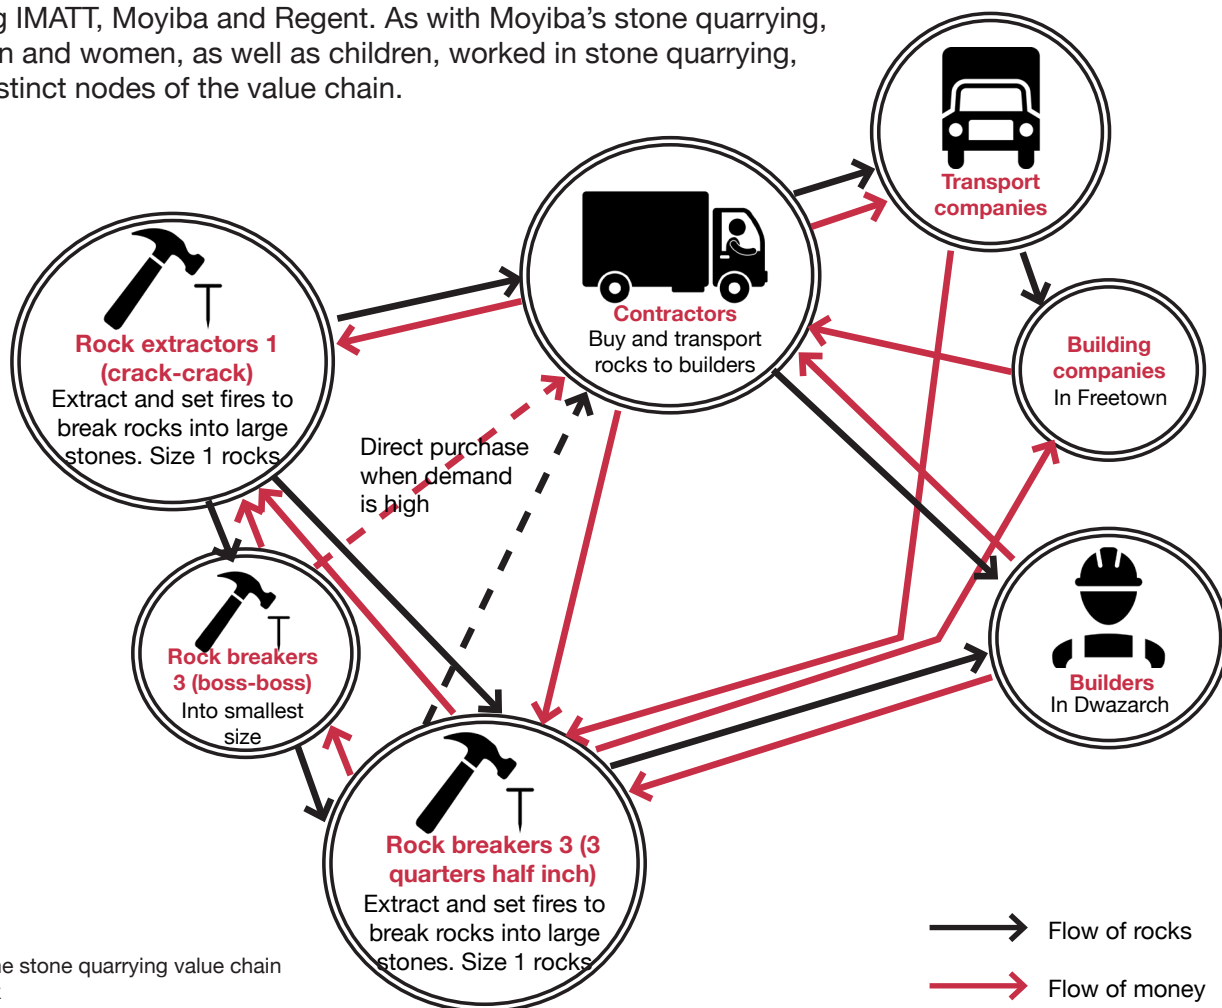 g IMATT, Moyiba and Regent. As with Moyiba's stone quarrying,
n and women, as well as children, worked in stone quarrying,
stinct nodes of the value chain.
Transport
companies
Contractors
Buy and transport
rocks to builders
Rock extractors 1
(crack-crack)
Extract and set fires to
break rocks into large
stones. Size 1 rocks
Building
companies
In Freetown
Direct purchase
when demand
is high
Rock breakers
3 (boss-boss)
Into smallest
size
Builders
In Dwazarch
Rock breakers 3 (3
quarters half inch)
Extract and set fires to
break rocks into large
stones. Size 1 rocks
Flow of rocks
Flow of money
ne stone quarrying value chain